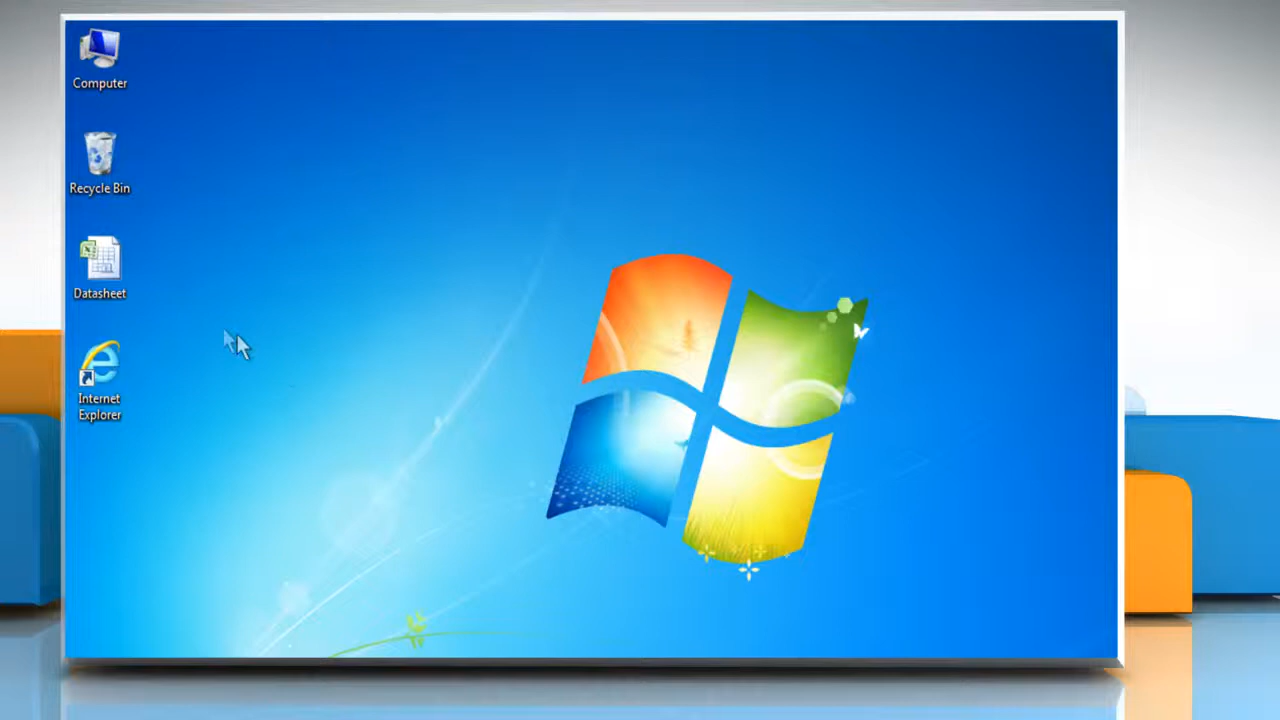 Computer
Recycle Bin
Datasheet
Internet
Explorer